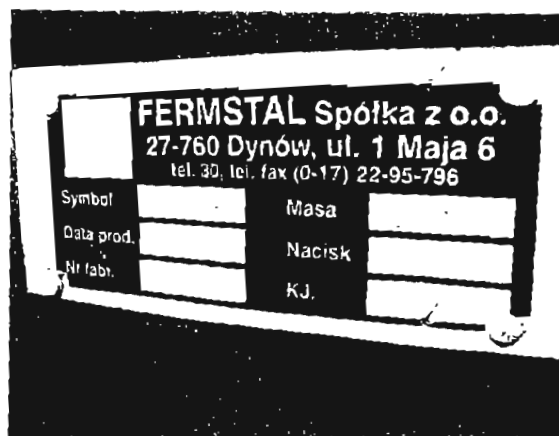 FERMSTAL Spółka z o.o.
27-760 Dynów, ul. 1 Maja 6
tel. 30, tel. fax (0-17) 22-95-796
Symbol
Masa
Data prod.
Nacisk
Nr fabr.
KJ.